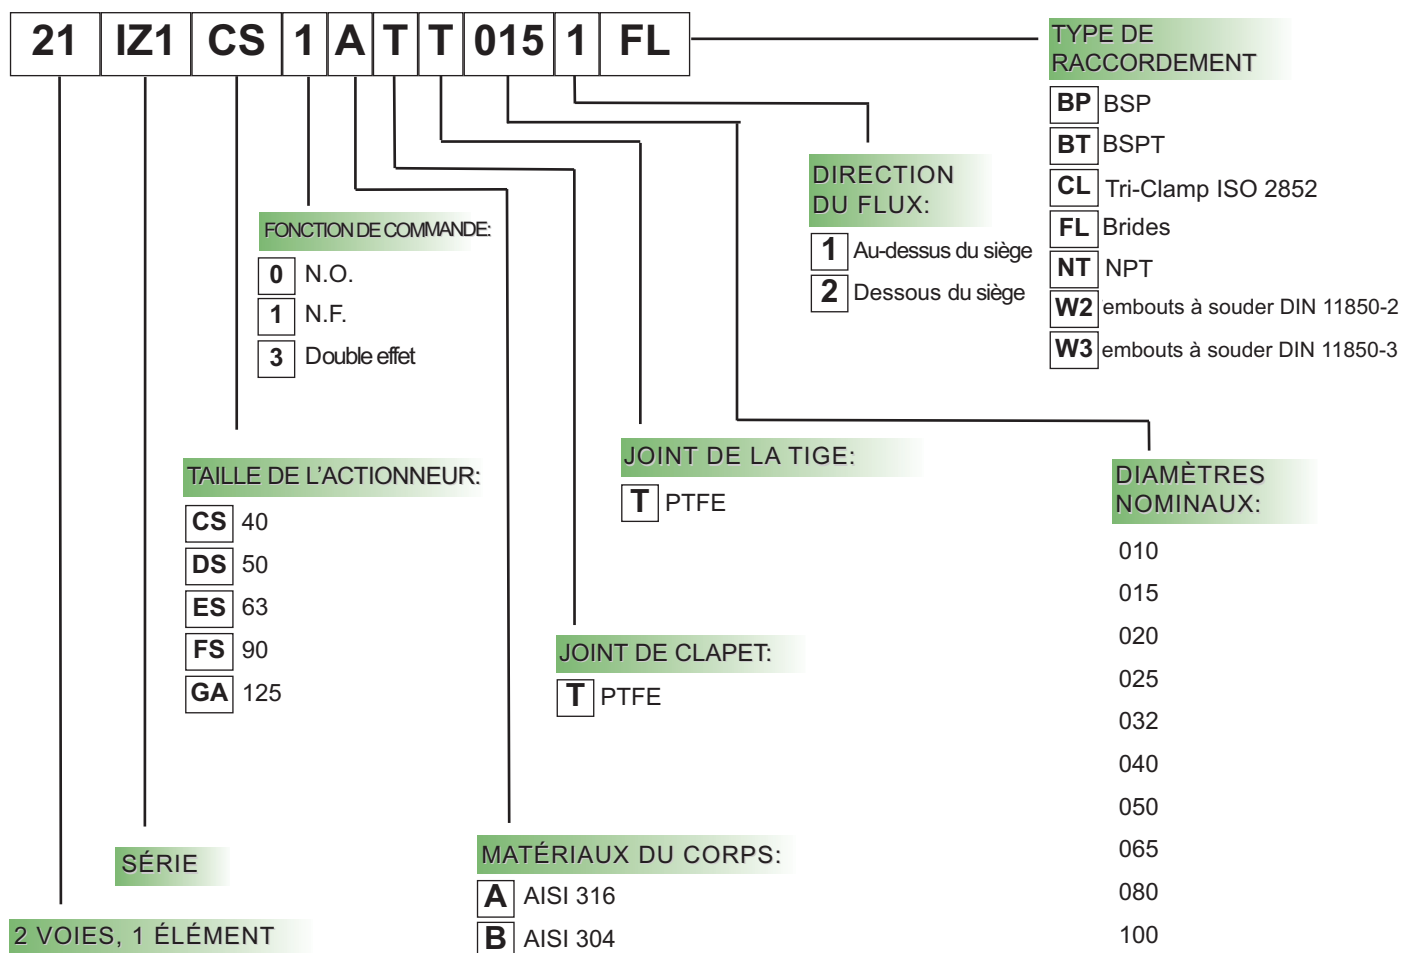 21 IZ1 CS 1 A T T 015 1 FL
TYPE DE
RACCORDEMENT
BP BSP
BT BSPT
CL Tri-Clamp ISO 2852
FL Brides
NT NPT
W2 embouts à souder DIN 11850-2
W3 embouts à souder DIN 11850-3
DIRECTION
DU FLUX:
1 Au-dessus du siège
2 Dessous du siège
FONCTION DE COMMANDE:
0 N.O.
1 N.F.
3 Double effet
TAILLE DE L'ACTIONNEUR:
CS 40
DS 50
ES 63
FS 90
GA 125
JOINT DE LA TIGE:
T PTFE
DIAMÈTRES
NOMINAUX:
010
015
020
025
032
040
050
065
080
100
JOINT DE CLAPET:
T PTFE
SÉRIE
MATÉRIAUX DU CORPS:
A AISI 316
B AISI 304
2 VOIES, 1 ÉLÉMENT